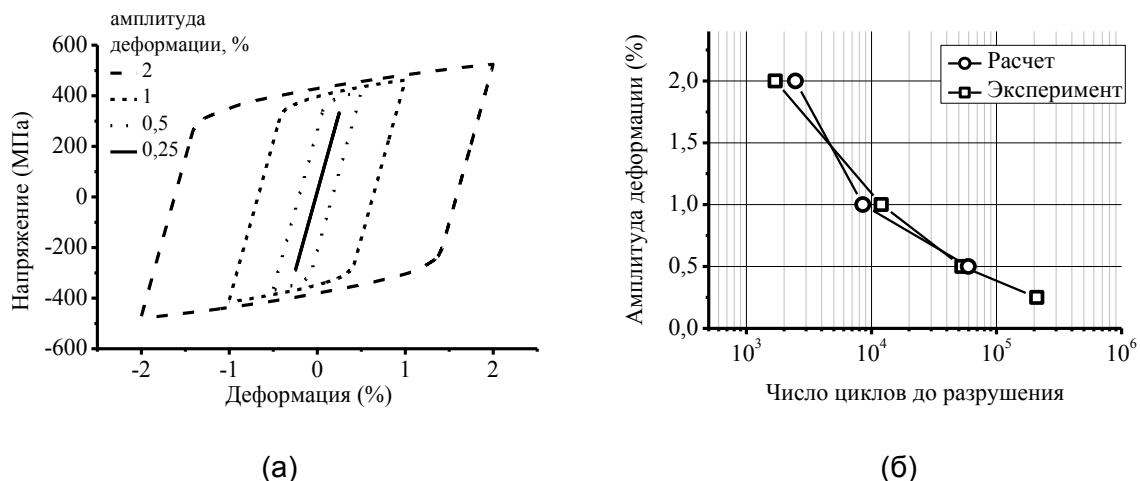 амплитуда
деформации, %
2
1
0,5
0,25
600
400
200
0
-200
-400
-600
-2
-1
0
1
2
Напряжение (МПа)
Деформация (%)
(а)
Расчет
Эксперимент
2,0
1,5
1,0
0,5
0,0
10³
10⁴
10⁵
10⁶
Амплитуда деформации (%)
Число циклов до разрушения
(б)